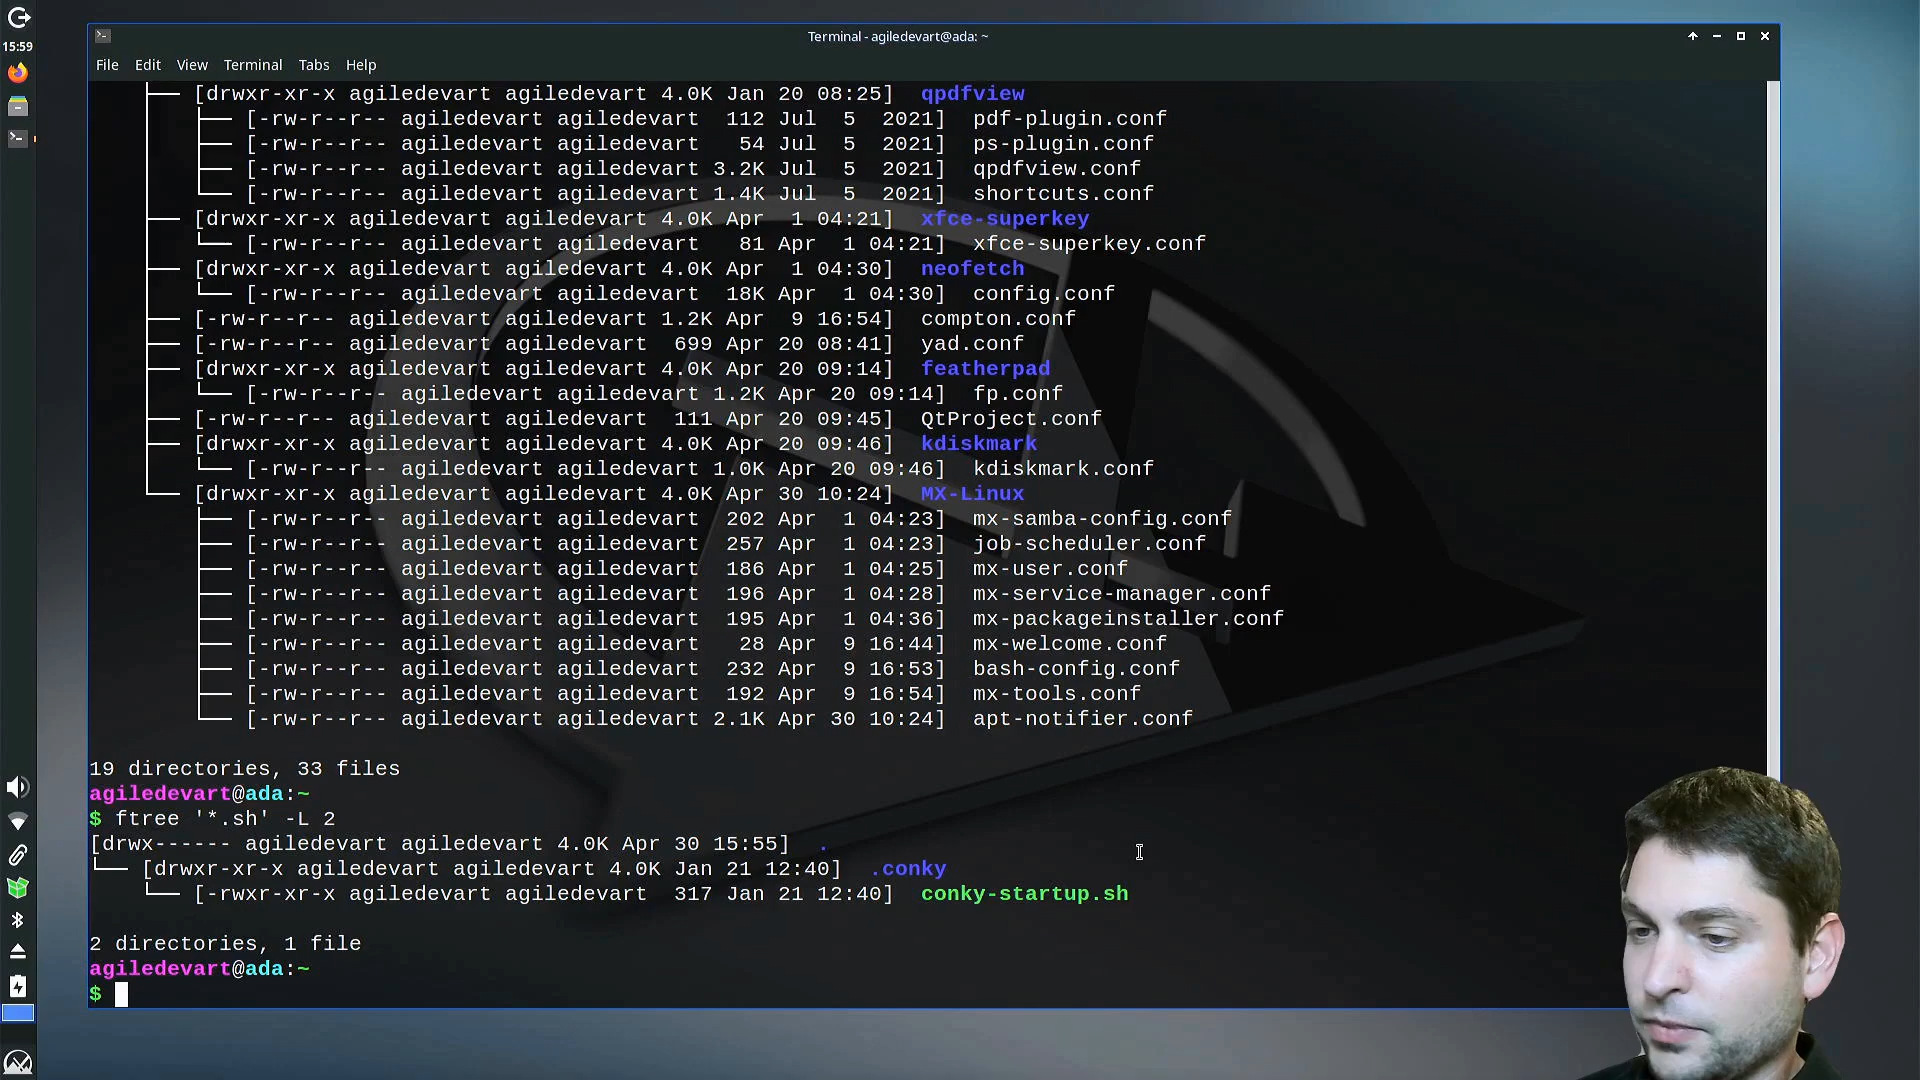 15:59
Terminal - agiledevart@ada: ~
File Edit View Terminal Tabs Help
├── [drwxr-xr-x agiledevart agiledevart 4.0K Jan 20 08:25]  qpdfview
│   ├── [-rw-r--r-- agiledevart agiledevart  112 Jul  5  2021]  pdf-plugin.conf
│   ├── [-rw-r--r-- agiledevart agiledevart   54 Jul  5  2021]  ps-plugin.conf
│   ├── [-rw-r--r-- agiledevart agiledevart 3.2K Jul  5  2021]  qpdfview.conf
│   └── [-rw-r--r-- agiledevart agiledevart 1.4K Jul  5  2021]  shortcuts.conf
├── [drwxr-xr-x agiledevart agiledevart 4.0K Apr  1 04:21]  xfce-superkey
│   └── [-rw-r--r-- agiledevart agiledevart   81 Apr  1 04:21]  xfce-superkey.conf
├── [drwxr-xr-x agiledevart agiledevart 4.0K Apr  1 04:30]  neofetch
│   └── [-rw-r--r-- agiledevart agiledevart  18K Apr  1 04:30]  config.conf
├── [-rw-r--r-- agiledevart agiledevart 1.2K Apr  9 16:54]  compton.conf
├── [-rw-r--r-- agiledevart agiledevart  699 Apr 20 08:41]  yad.conf
├── [drwxr-xr-x agiledevart agiledevart 4.0K Apr 20 09:14]  featherpad
│   └── [-rw-r--r-- agiledevart agiledevart 1.2K Apr 20 09:14]  fp.conf
├── [-rw-r--r-- agiledevart agiledevart  111 Apr 20 09:45]  QtProject.conf
├── [drwxr-xr-x agiledevart agiledevart 4.0K Apr 20 09:46]  kdiskmark
│   └── [-rw-r--r-- agiledevart agiledevart 1.0K Apr 20 09:46]  kdiskmark.conf
└── [drwxr-xr-x agiledevart agiledevart 4.0K Apr 30 10:24]  MX-Linux
    ├── [-rw-r--r-- agiledevart agiledevart  202 Apr  1 04:23]  mx-samba-config.conf
    ├── [-rw-r--r-- agiledevart agiledevart  257 Apr  1 04:23]  job-scheduler.conf
    ├── [-rw-r--r-- agiledevart agiledevart  186 Apr  1 04:25]  mx-user.conf
    ├── [-rw-r--r-- agiledevart agiledevart  196 Apr  1 04:28]  mx-service-manager.conf
    ├── [-rw-r--r-- agiledevart agiledevart  195 Apr  1 04:36]  mx-packageinstaller.conf
    ├── [-rw-r--r-- agiledevart agiledevart   28 Apr  9 16:44]  mx-welcome.conf
    ├── [-rw-r--r-- agiledevart agiledevart  232 Apr  9 16:53]  bash-config.conf
    ├── [-rw-r--r-- agiledevart agiledevart  192 Apr  9 16:54]  mx-tools.conf
    └── [-rw-r--r-- agiledevart agiledevart 2.1K Apr 30 10:24]  apt-notifier.conf
19 directories, 33 files
agiledevart@ada:~
$ ftree '*.sh' -L 2
[drwx------ agiledevart agiledevart 4.0K Apr 30 15:55]  .
└── [drwxr-xr-x agiledevart agiledevart 4.0K Jan 21 12:40]  .conky
    └── [-rwxr-xr-x agiledevart agiledevart  317 Jan 21 12:40]  conky-startup.sh
2 directories, 1 file
agiledevart@ada:~
$